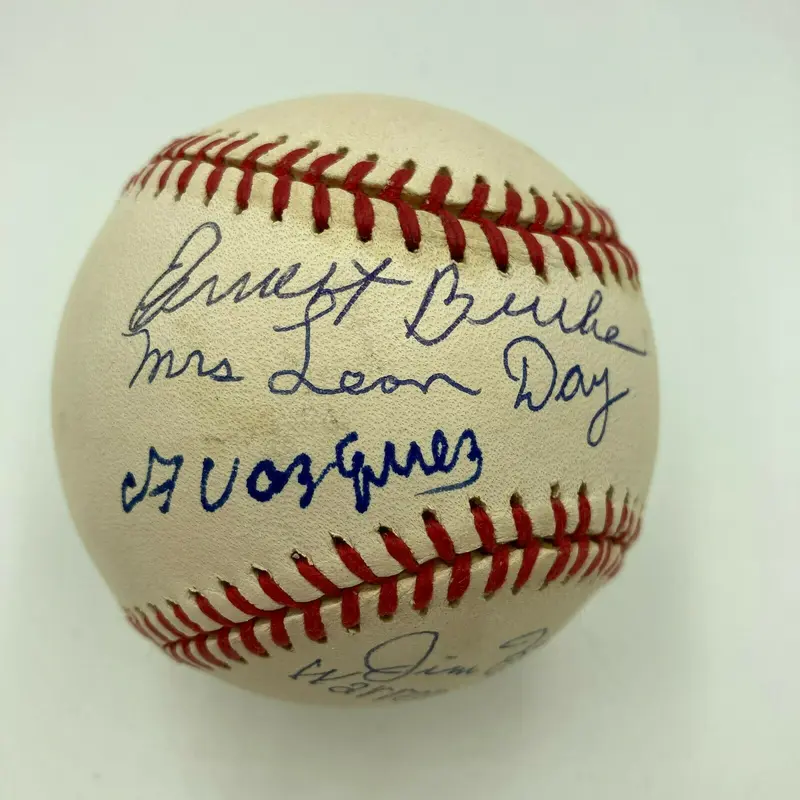 Ernest Burke
Mrs Leon Day
Vazquez
Jim